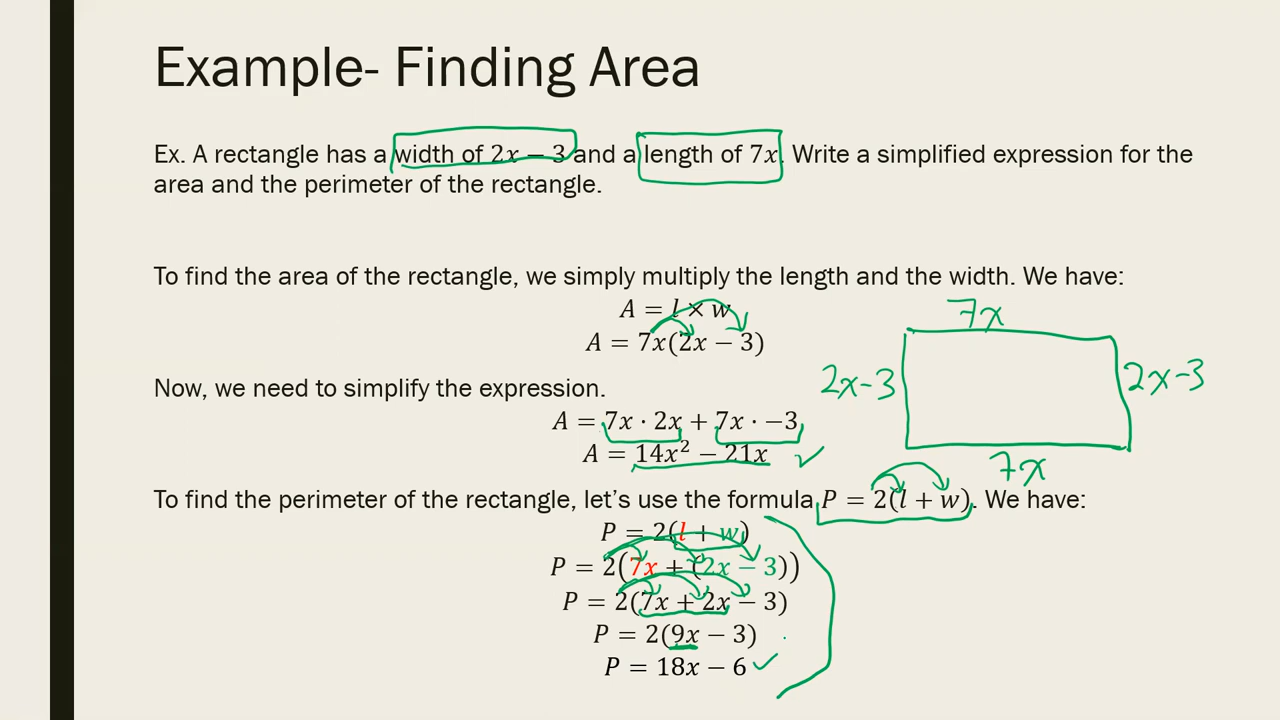 Example- Finding Area
Ex. A rectangle has a width of 2x − 3 and a length of 7x. Write a simplified expression for the
area and the perimeter of the rectangle.
To find the area of the rectangle, we simply multiply the length and the width. We have:
A = l × w
A = 7x(2x − 3)
7x
2x-3
2x-3
7x
Now, we need to simplify the expression.
A = 7x · 2x + 7x · −3
A = 14x² − 21x
To find the perimeter of the rectangle, let's use the formula P = 2(l + w). We have:
P = 2(l + w)
P = 2(7x + (2x − 3))
P = 2(7x + 2x − 3)
P = 2(9x − 3)
P = 18x − 6